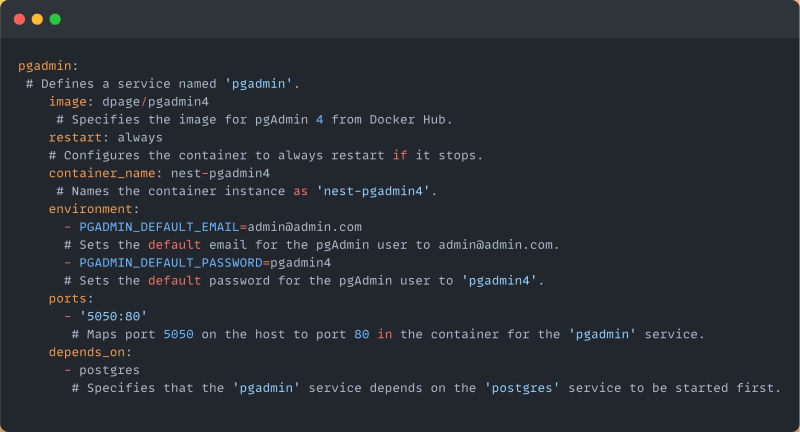 pgadmin:
# Defines a service named 'pgadmin'.
image: dpage/pgadmin4
# Specifies the image for pgAdmin 4 from Docker Hub.
restart: always
# Configures the container to always restart if it stops.
container_name: nest-pgadmin4
# Names the container instance as 'nest-pgadmin4'.
environment:
- PGADMIN_DEFAULT_EMAIL=admin@admin.com
# Sets the default email for the pgAdmin user to admin@admin.com.
- PGADMIN_DEFAULT_PASSWORD=pgadmin4
# Sets the default password for the pgAdmin user to 'pgadmin4'.
ports:
- '5050:80'
# Maps port 5050 on the host to port 80 in the container for the 'pgadmin' service.
depends_on:
- postgres
# Specifies that the 'pgadmin' service depends on the 'postgres' service to be started first.